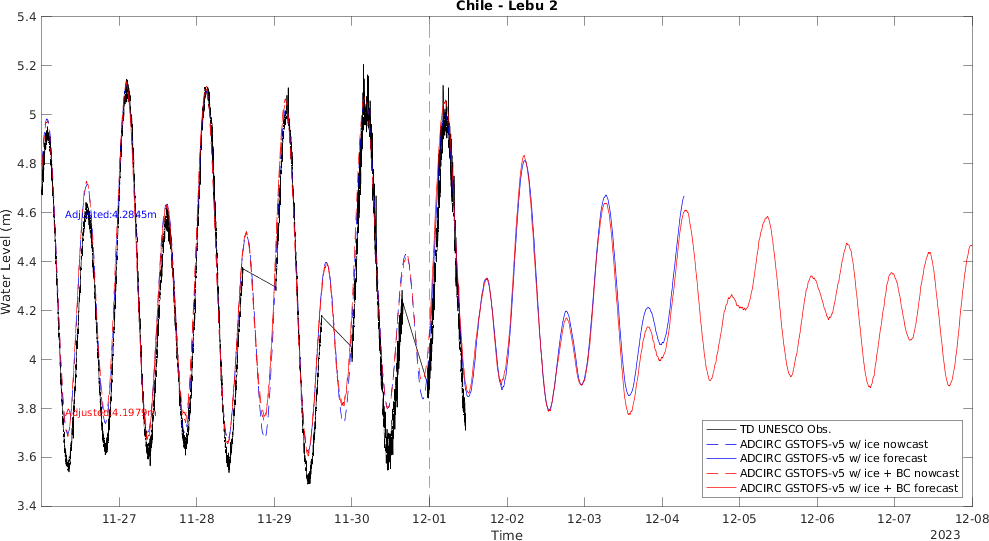 Chile - Lebu 2
5.4
5.2
5
4.8
4.6
4.4
4.2
4
3.8
3.6
3.4
Water Level (m)
Adjusted:4.2845m
Adjusted:4.1979m
TD UNESCO Obs.
ADCIRC GSTOFS-v5 w/ ice nowcast
ADCIRC GSTOFS-v5 w/ ice forecast
ADCIRC GSTOFS-v5 w/ ice + BC nowcast
ADCIRC GSTOFS-v5 w/ ice + BC forecast
11-27 11-28 11-29 11-30 12-01 12-02 12-03 12-04 12-05 12-06 12-07 12-08
Time
2023